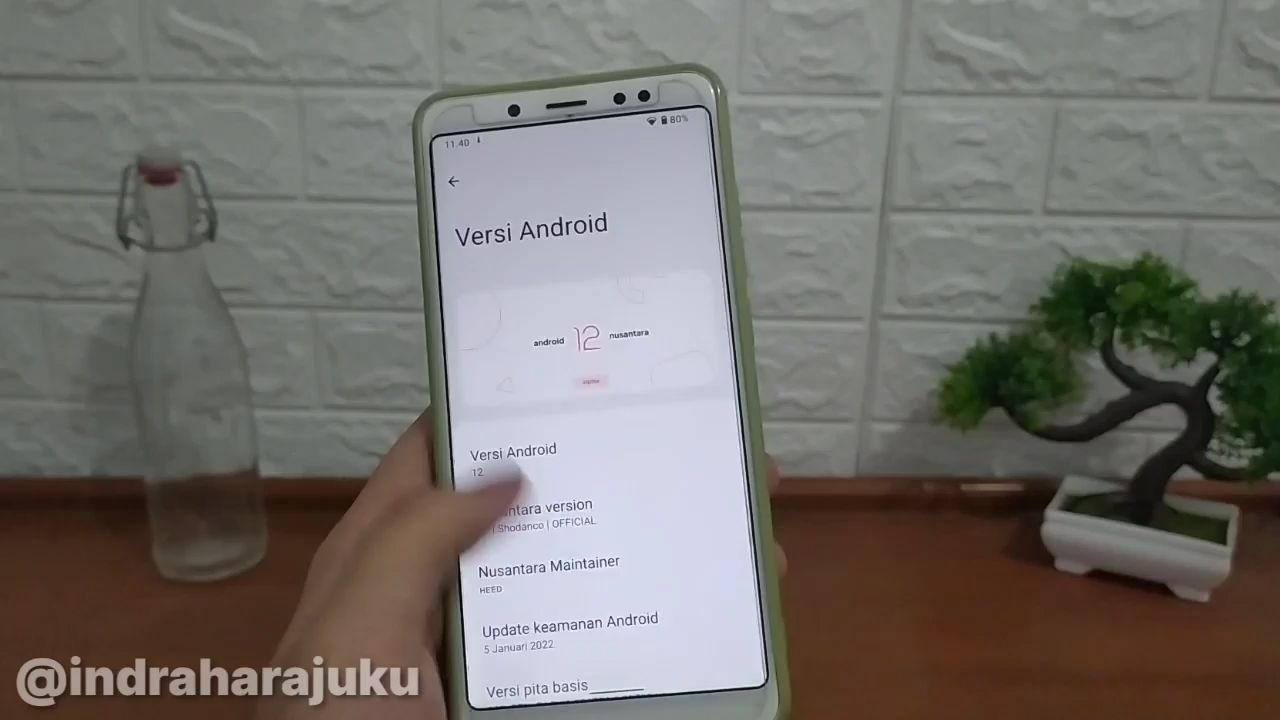 11.40
80%
Versi Android
android 12 nusantara
Versi Android
12
ntara version
| Shodanco | OFFICIAL
Nusantara Maintainer
HEED
Update keamanan Android
5 Januari 2022
Versi pita basis
@indraharajuku